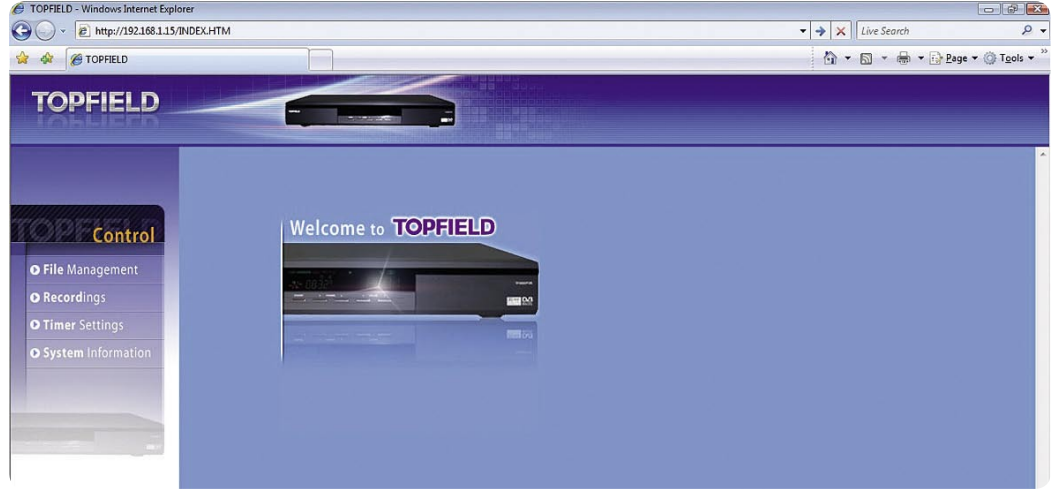 TOPFIELD - Windows Internet Explorer
http://192.168.1.15/INDEX.HTM
Live Search
TOPFIELD
Page
Tools
TOPFIELD
TOPFIELD
Control
File Management
Recordings
Timer Settings
System Information
Welcome to TOPFIELD